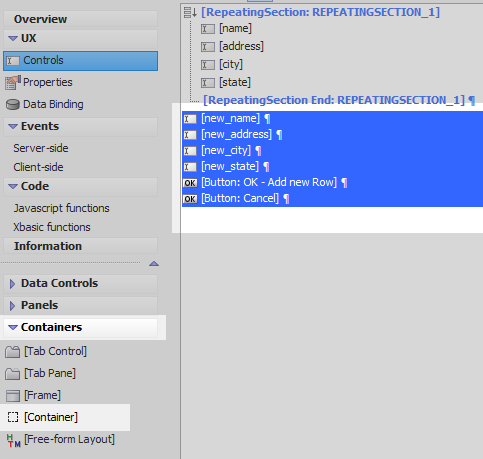 Overview
UX
Controls
Properties
Data Binding
Events
Server-side
Client-side
Code
Javascript functions
Xbasic functions
Information
Data Controls
Panels
Containers
[Tab Control]
[Tab Pane]
[Frame]
[Container]
HTM [Free-form Layout]
[RepeatingSection: REPEATINGSECTION_1]
[name]
[address]
[city]
[state]
[RepeatingSection End: REPEATINGSECTION_1] ¶
[new_name] ¶
[new_address] ¶
[new_city] ¶
[new_state] ¶
OK [Button: OK - Add new Row] ¶
OK [Button: Cancel] ¶